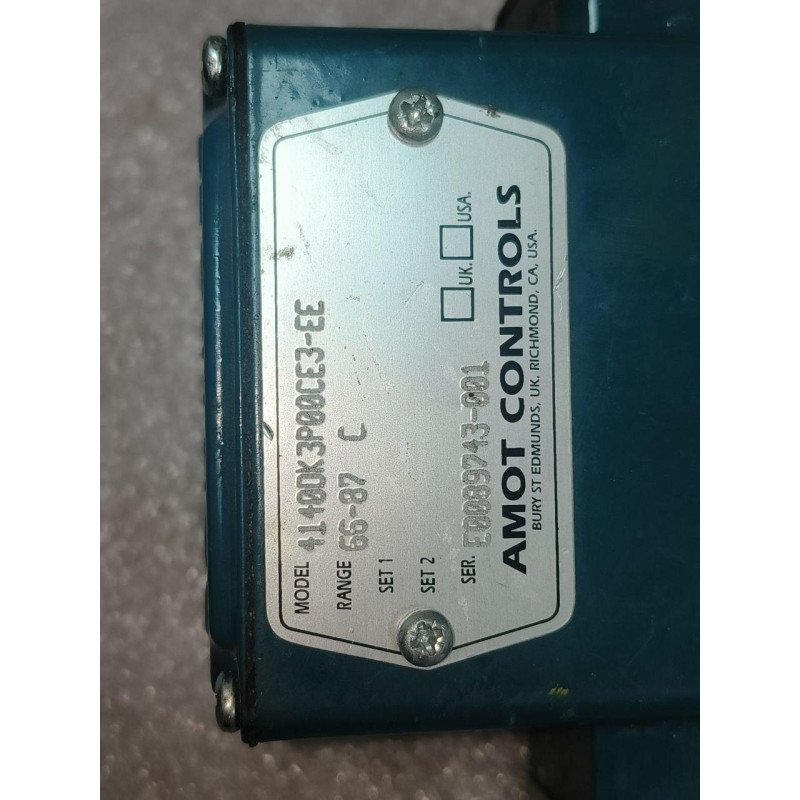 MODEL 4140DK3P00CE3-EE
RANGE 66-87 C
SET 1
SET 2
SER. E0089743-001
UK. USA.
AMOT CONTROLS
BURY ST EDMUNDS, UK. RICHMOND, CA, USA.